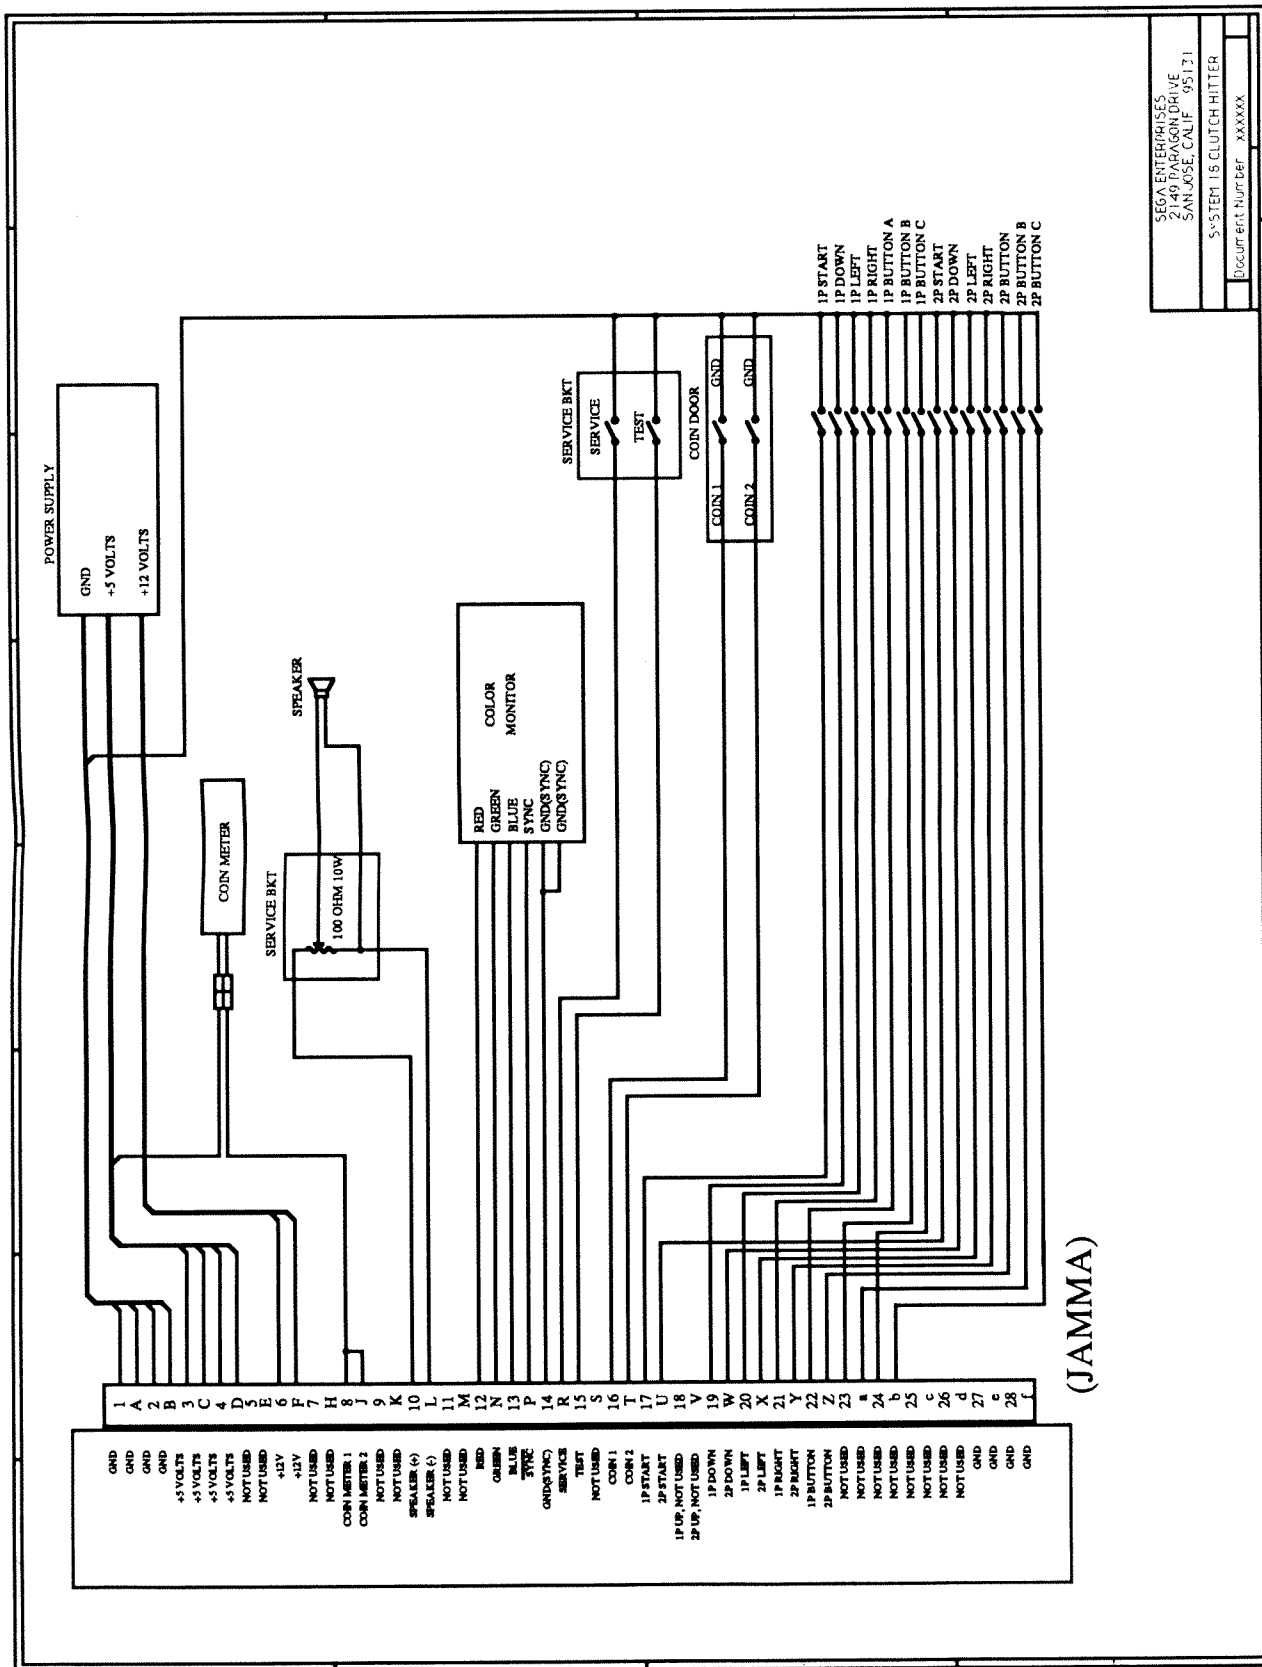 SEGA ENTERPRISES
2149 PARAGON DRIVE
SAN JOSE, CALIF. 95131
SYSTEM 18 CLUTCH HITTER
Document Number XXXXXX
POWER SUPPLY
GND
+5 VOLTS
+12 VOLTS
COIN METER
SPEAKER
SERVICE BKT
100 OHM 10W
COLOR
MONITOR
RED
GREEN
BLUE
SYNC
GND(SYNC)
GND(SYNC)
SERVICE BKT
SERVICE
TEST
COIN DOOR
COIN 1
GND
COIN 2
GND
1P START
1P DOWN
1P LEFT
1P RIGHT
1P BUTTON A
1P BUTTON B
1P BUTTON C
2P START
2P DOWN
2P LEFT
2P RIGHT
2P BUTTON
2P BUTTON B
2P BUTTON C
GND 1
GND A
GND 2
GND B
+5 VOLTS 3
+5 VOLTS C
+5 VOLTS 4
+5 VOLTS D
NOT USED 5
NOT USED E
+12V 6
+12V F
NOT USED 7
NOT USED H
COIN METER 1 8
COIN METER 2 J
NOT USED 9
NOT USED K
SPEAKER (+) 10
SPEAKER (-) L
NOT USED 11
NOT USED M
RED 12
GREEN N
BLUE 13
SYNC P
GND(SYNC) 14
SERVICE R
TEST 15
NOT USED S
COIN 1 16
COIN 2 T
1P START 17
2P START U
1P UP, NOT USED 18
2P UP, NOT USED V
1P DOWN 19
2P DOWN W
1P LEFT 20
2P LEFT X
1P RIGHT 21
2P RIGHT Y
1P BUTTON 22
2P BUTTON Z
NOT USED 23
NOT USED a
NOT USED 24
NOT USED b
NOT USED 25
NOT USED c
NOT USED 26
NOT USED d
GND 27
GND e
GND 28
GND f
(JAMMA)